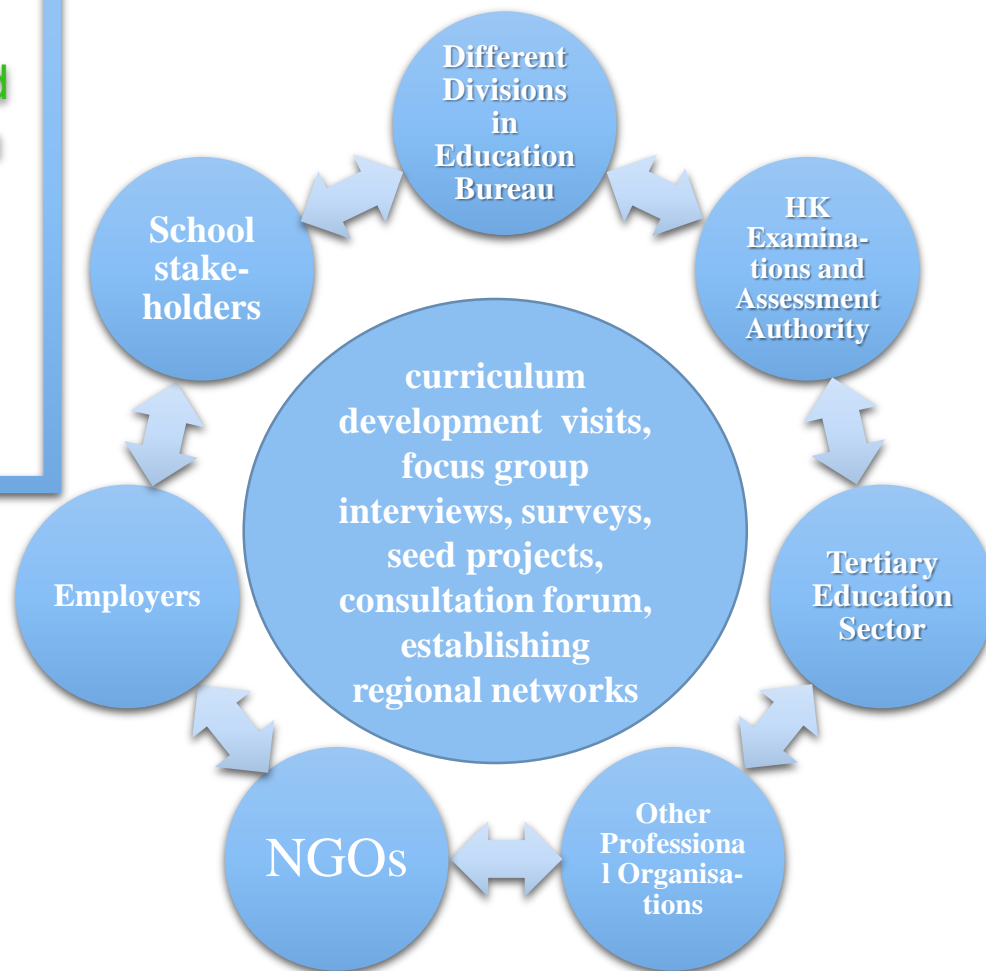 Different
Divisions
in
Education
Bureau
HK
Examina-
tions and
Assessment
Authority
Tertiary
Education
Sector
Other
Professiona
l Organisa-
tions
NGOs
Employers
School
stake-
holders
curriculum
development visits,
focus group
interviews, surveys,
seed projects,
consultation forum,
establishing
regional networks